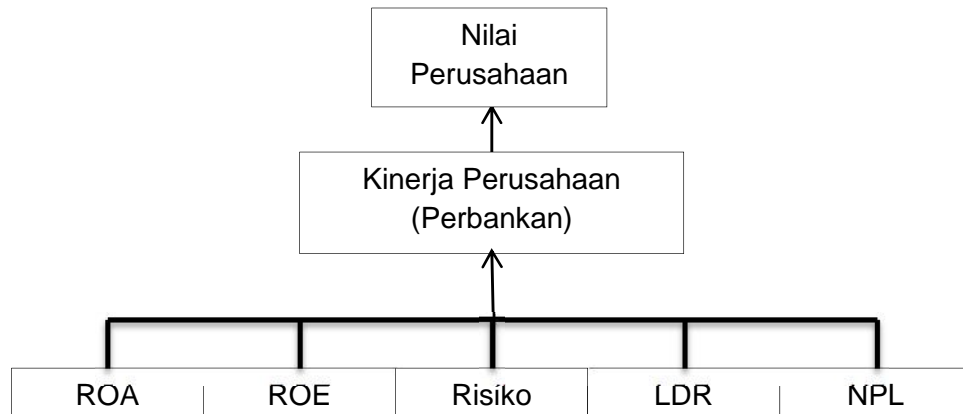 Nilai
Perusahaan
Kinerja Perusahaan
(Perbankan)
ROA ROE Risiko LDR NPL